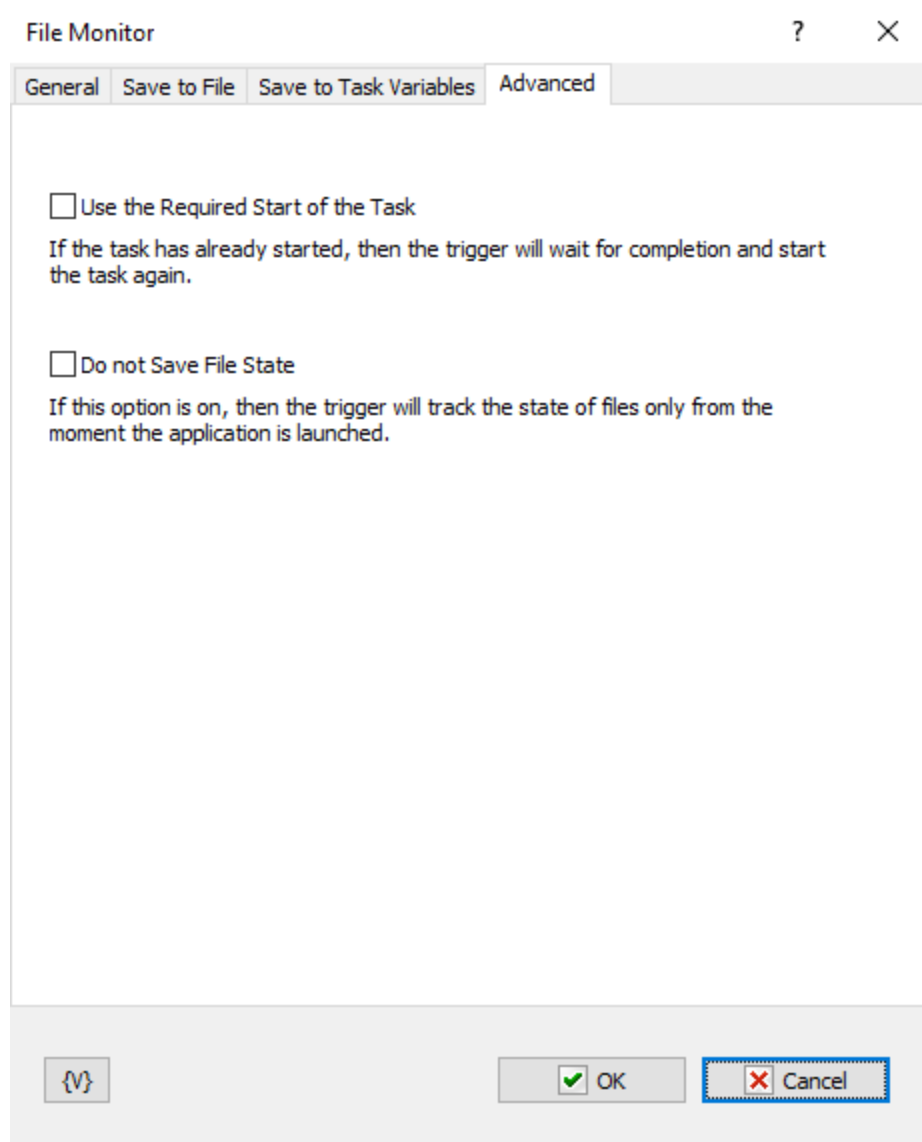 File Monitor
?
General Save to File Save to Task Variables Advanced
Use the Required Start of the Task
If the task has already started, then the trigger will wait for completion and start
the task again.
Do not Save File State
If this option is on, then the trigger will track the state of files only from the
moment the application is launched.
{V} OK Cancel